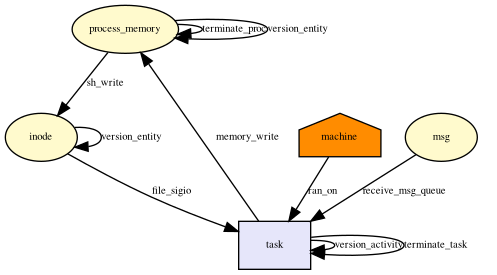 process_memory
terminate_proc
version_entity
sh_write
inode
version_entity
memory_write
machine
msg
file_sigio
ran_on
receive_msg_queue
task
version_activity
terminate_task